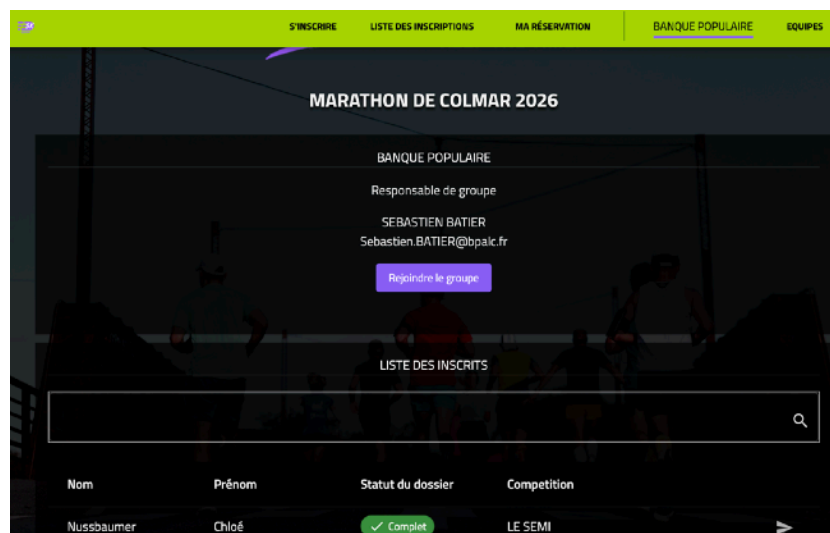 S'INSCRIRE LISTE DES INSCRIPTIONS MA RÉSERVATION BANQUE POPULAIRE EQUIPES
MARATHON DE COLMAR 2026
BANQUE POPULAIRE
Responsable de groupe
SEBASTIEN BATIER
Sebastien.BATIER@bpalc.fr
Rejoindre le groupe
LISTE DES INSCRITS
Nom Prénom Statut du dossier Competition
Nussbaumer Chloé Complet LE SEMI